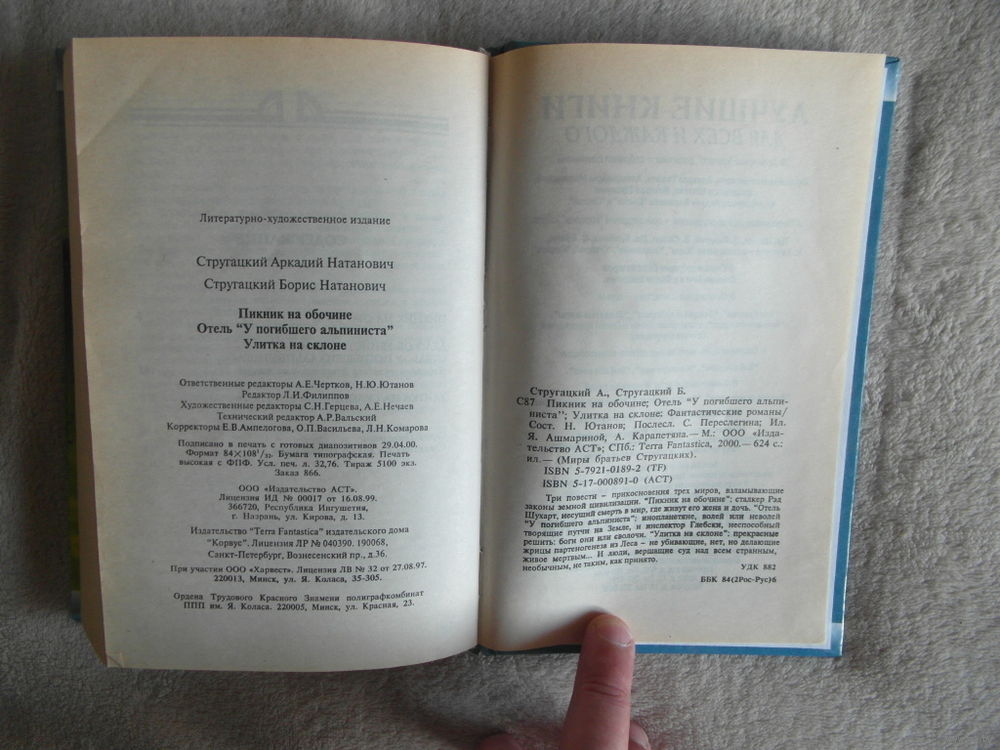 Литературно-художественное издание
Стругацкий Аркадий Натанович
Стругацкий Борис Натанович
Пикник на обочине
Отель "У погибшего альпиниста"
Улитка на склоне
Ответственные редакторы А.Е.Чертков, Н.Ю.Ютанов
Редактор Л.И.Филиппов
Художественные редакторы С.Н.Герцева, А.Е.Нечаев
Технический редактор А.Р.Вальский
Корректоры Е.В.Ампелогова, О.П.Васильева, Л.Н.Комарова
Подписано в печать с готовых диапозитивов 29.04.00.
Формат 84×108¹/₃₂. Бумага типографская. Печать
высокая с ФПФ. Усл. печ. л. 32,76. Тираж 5100 экз.
Заказ 866.
ООО «Издательство АСТ».
Лицензия ИД № 00017 от 16.08.99.
366720, Республика Ингушетия,
г. Назрань, ул. Кирова, д. 13.
Издательство "Terra Fantastica" издательского дома
"Корвус". Лицензия ЛР № 040390. 190068,
Санкт-Петербург, Вознесенский пр., д.36.
При участии ООО «Харвест». Лицензия ЛВ № 32 от 27.08.97.
220013, Минск, ул. Я. Коласа, 35-305.
Ордена Трудового Красного Знамени полиграфкомбинат
ППП им. Я. Коласа. 220005, Минск, ул. Красная, 23.
ЛУЧШИЕ КНИГИ
ДЛЯ ВСЕХ И КАЖДОГО
Стругацкий А., Стругацкий Б.
С87 Пикник на обочине; Отель "У погибшего альпи-
ниста"; Улитка на склоне: Фантастические романы/
Сост. Н. Ютанов; Послесл. С. Переслегина; Ил.
Я. Ашмариной, А. Карапетяна.— М.: ООО «Изда-
тельство АСТ»; СПб.: Terra Fantastica, 2000.— 624 с.:
ил.— (Миры братьев Стругацких).
ISBN 5-7921-0189-2 (TF)
ISBN 5-17-000891-0 (АСТ)
Три повести – прикосновения трех миров, взламывающие
законы земной цивилизации. "Пикник на обочине": сталкер Рэд
Шухарт, несущий смерть в мир, где живут его жена и дочь. "Отель
"У погибшего альпиниста": инопланетяне, волей или неволей
творящие путчи на Земле, и инспектор Глебски, неспособный
решить: боги они или сволочи. "Улитка на склоне": прекрасные
жрицы партеногенеза из Леса – не убивающие, нет, но делающие
живое мертвым... И люди, вершащие суд над всем странным,
необычным, не таким, как принято.
УДК 882
ББК 84(2Рос-Рус)6